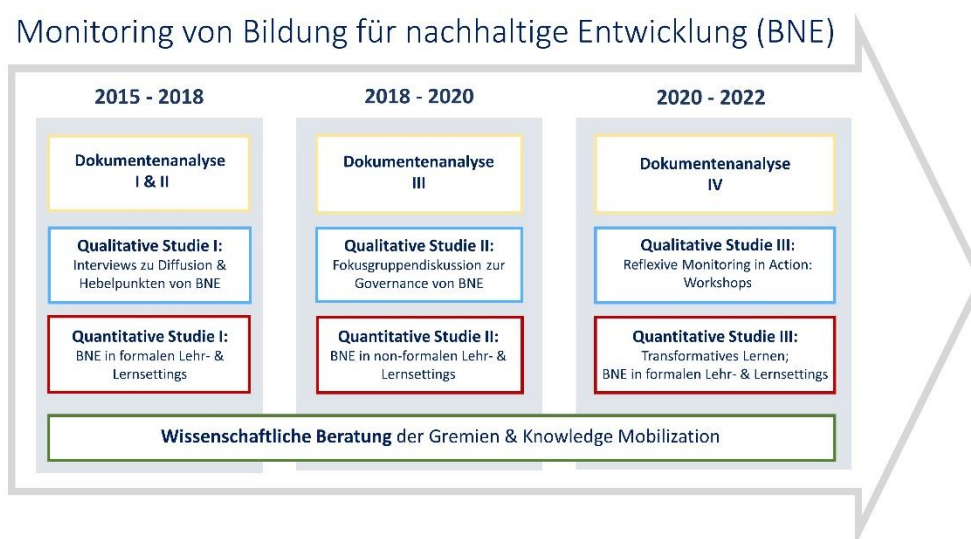 Monitoring von Bildung für nachhaltige Entwicklung (BNE)
2015 - 2018
Dokumentenanalyse
I & II
Qualitative Studie I:
Interviews zu Diffusion &
Hebelpunkten von BNE
Quantitative Studie I:
BNE in formalen Lehr- &
Lernsettings
2018 - 2020
Dokumentenanalyse
III
Qualitative Studie II:
Fokusgruppendiskussion zur
Governance von BNE
Quantitative Studie II:
BNE in non-formalen Lehr- &
Lernsettings
2020 - 2022
Dokumentenanalyse
IV
Qualitative Studie III:
Reflexive Monitoring in Action:
Workshops
Quantitative Studie III:
Transformatives Lernen;
BNE in formalen Lehr- & Lernsettings
Wissenschaftliche Beratung der Gremien & Knowledge Mobilization